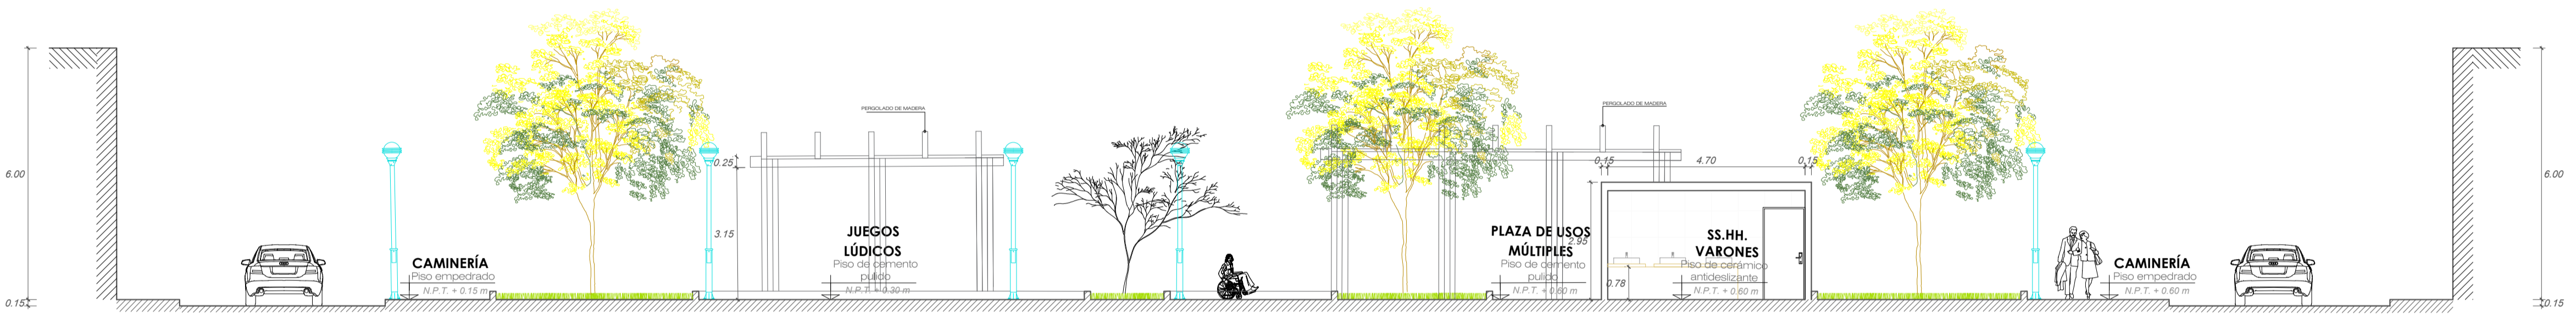 6.00
0.15
CAMINERÍA
Piso empedrado
N.P.T. + 0.15 m
0.25
3.15
PERGOLADO DE MADERA
JUEGOS
LÚDICOS
Piso de cemento
pulido
N.P.T. + 0.30 m
PLAZA DE USOS
MÚLTIPLES
Piso de cemento
pulido
N.P.T. + 0.60 m
2.95
PERGOLADO DE MADERA
0.15
4.70
0.15
SS.HH.
VARONES
Piso de cerámico
antideslizante
N.P.T. + 0.60 m
0.78
CAMINERÍA
Piso empedrado
N.P.T. + 0.60 m
6.00
0.15